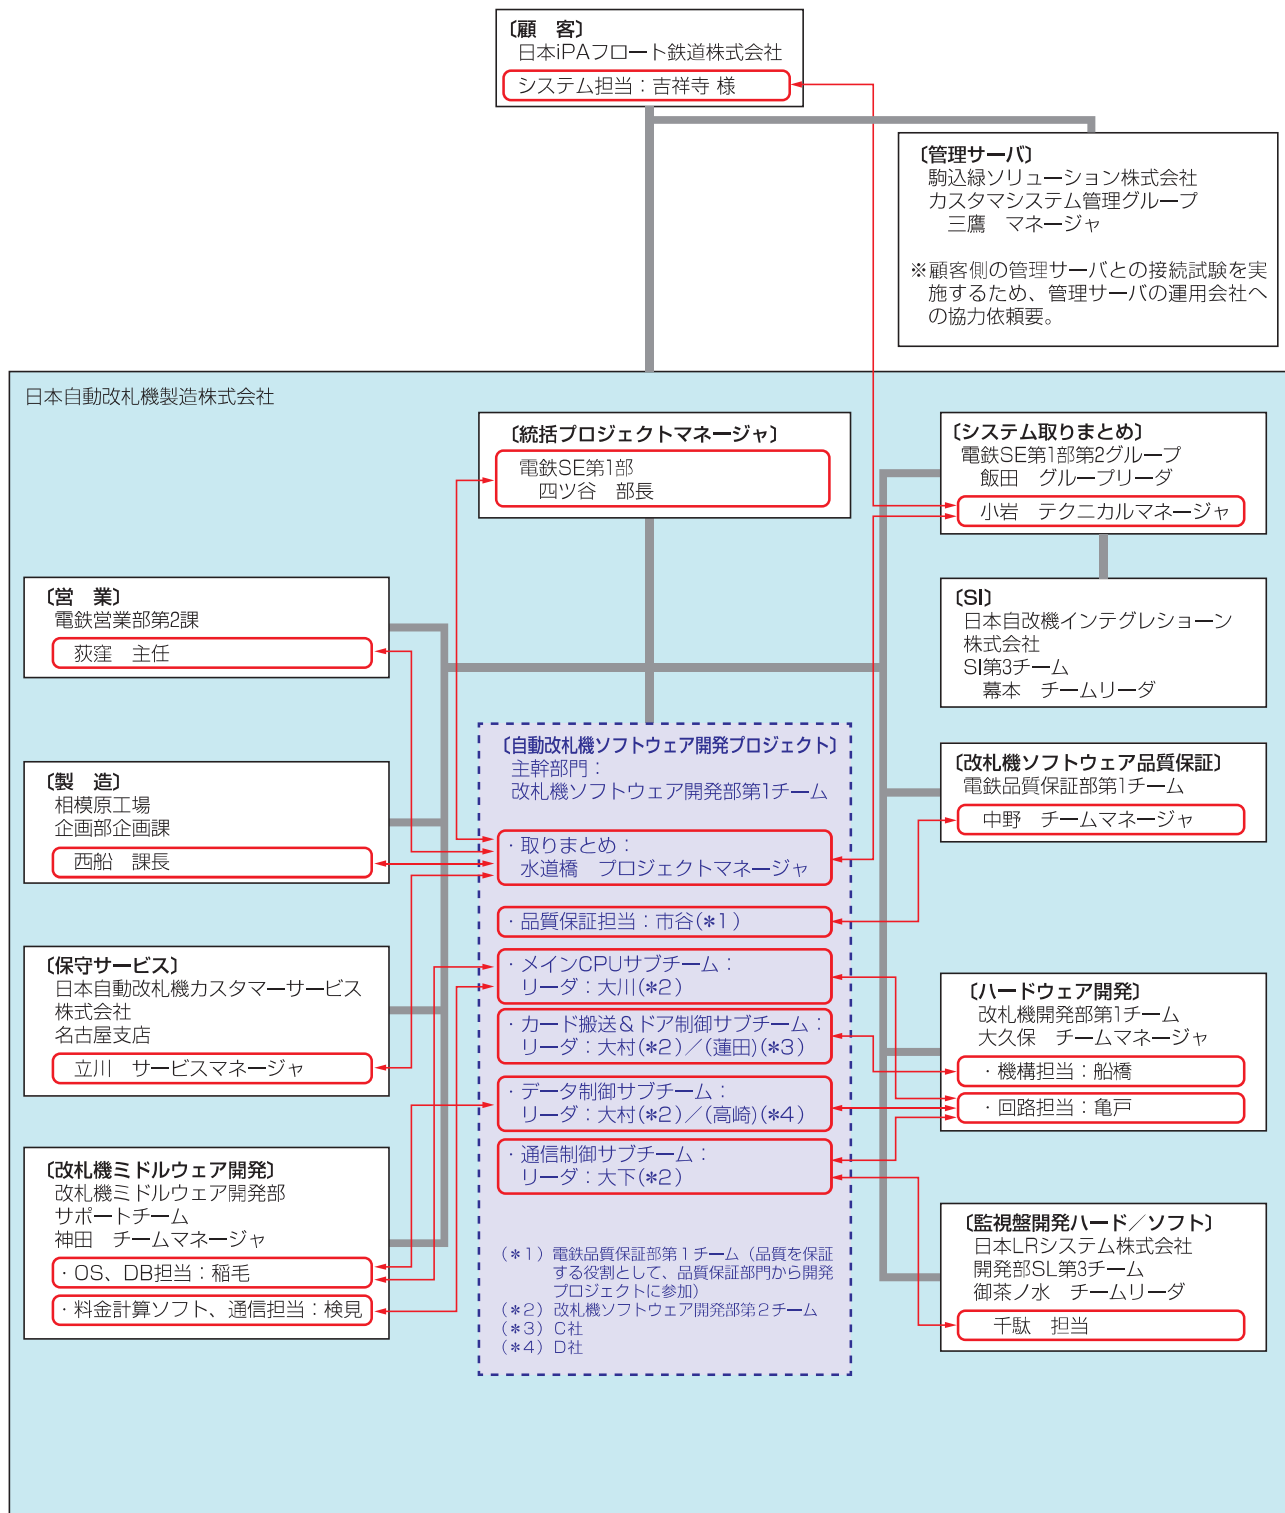 〔顧　客〕
日本iPAフロート鉄道株式会社
システム担当：吉祥寺 様
〔管理サーバ〕
駒込緑ソリューション株式会社
カスタマシステム管理グループ
三鷹　マネージャ
※顧客側の管理サーバとの接続試験を実
施するため、管理サーバの運用会社へ
の協力依頼要。
日本自動改札機製造株式会社
〔統括プロジェクトマネージャ〕
電鉄SE第1部
四ツ谷　部長
〔システム取りまとめ〕
電鉄SE第1部第2グループ
飯田　グループリーダ
小岩　テクニカルマネージャ
〔営　業〕
電鉄営業部第2課
荻窪　主任
〔SI〕
日本自改機インテグレショーン
株式会社
SI第3チーム
幕本　チームリーダ
〔製　造〕
相模原工場
企画部企画課
西船　課長
〔自動改札機ソフトウェア開発プロジェクト〕
主幹部門：
改札機ソフトウェア開発部第1チーム
・取りまとめ：
水道橋　プロジェクトマネージャ
・品質保証担当：市谷(*1)
・メインCPUサブチーム：
リーダ：大川(*2)
・カード搬送＆ドア制御サブチーム：
リーダ：大村(*2)／(蓮田)(*3)
・データ制御サブチーム：
リーダ：大村(*2)／(高崎)(*4)
・通信制御サブチーム：
リーダ：大下(*2)
(*1) 電鉄品質保証部第1チーム（品質を保証
する役割として、品質保証部門から開発
プロジェクトに参加）
(*2) 改札機ソフトウェア開発部第2チーム
(*3) C社
(*4) D社
〔改札機ソフトウェア品質保証〕
電鉄品質保証部第1チーム
中野　チームマネージャ
〔保守サービス〕
日本自動改札機カスタマーサービス
株式会社
名古屋支店
立川　サービスマネージャ
〔ハードウェア開発〕
改札機開発部第1チーム
大久保　チームマネージャ
・機構担当：船橋
・回路担当：亀戸
〔改札機ミドルウェア開発〕
改札機ミドルウェア開発部
サポートチーム
神田　チームマネージャ
・OS、DB担当：稲毛
・料金計算ソフト、通信担当：検見
〔監視盤開発ハード／ソフト〕
日本LRシステム株式会社
開発部SL第3チーム
御茶ノ水　チームリーダ
千駄　担当